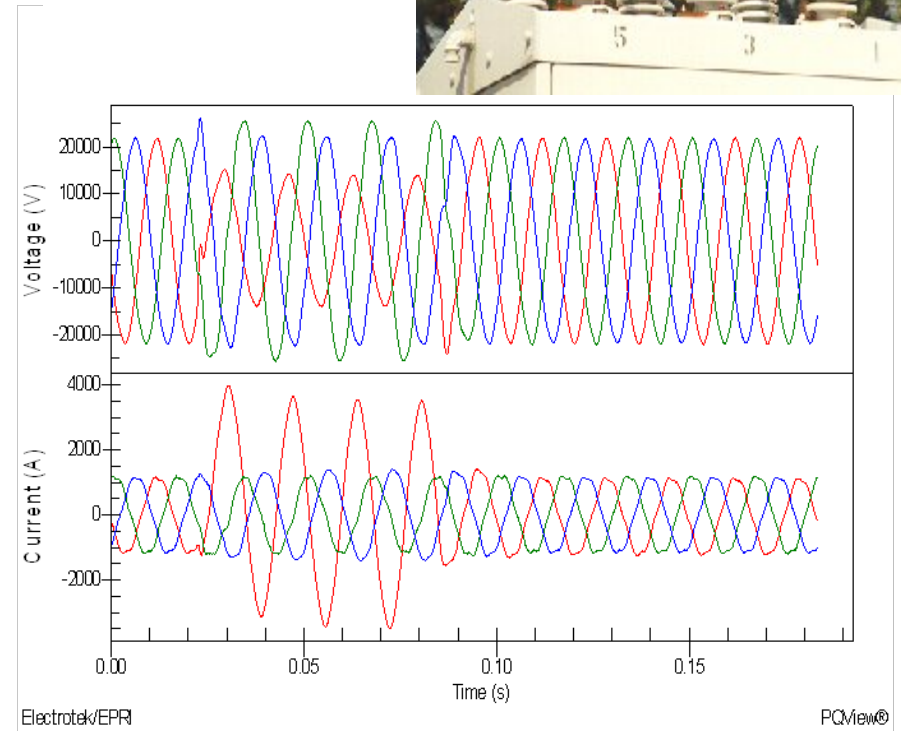 5 3 1
20000
10000
0
-10000
-20000
Voltage (V)
4000
2000
0
-2000
Current (A)
0.00 0.05 0.10 0.15
Time (s)
Electrotek/EPRI PQView®